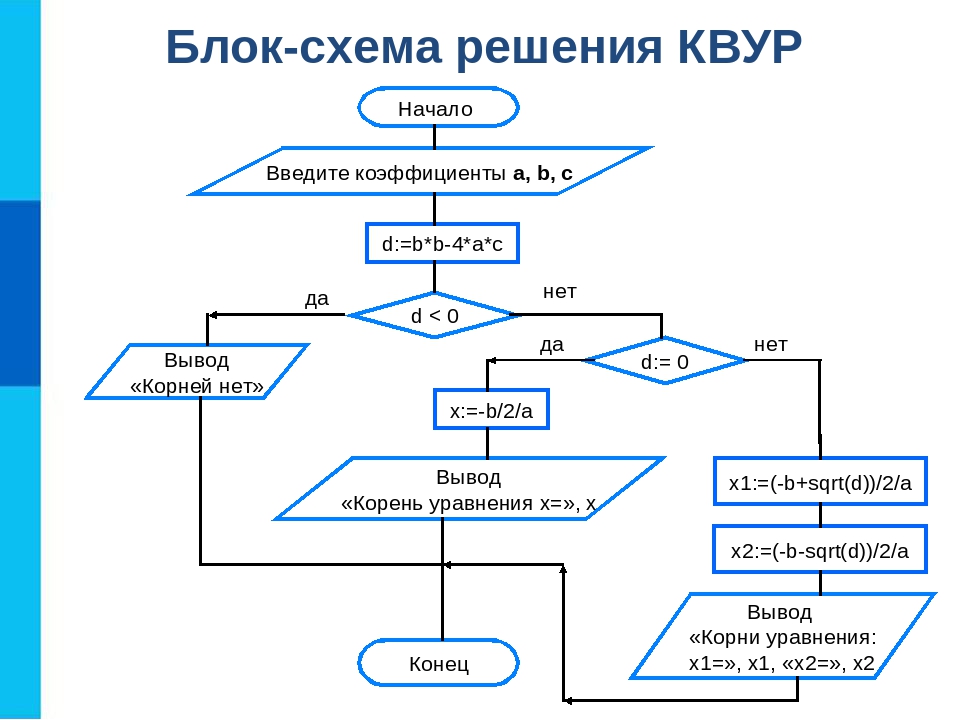 Блок-схема решения КВУР
Начало
Введите коэффициенты a, b, c
d:=b*b-4*a*c
да
d < 0
нет
Вывод
«Корней нет»
да
d:= 0
нет
x:=-b/2/a
Вывод
«Корень уравнения x=», x
x1:=(-b+sqrt(d))/2/a
x2:=(-b-sqrt(d))/2/a
Вывод
«Корни уравнения:
x1=», x1, «x2=», x2
Конец